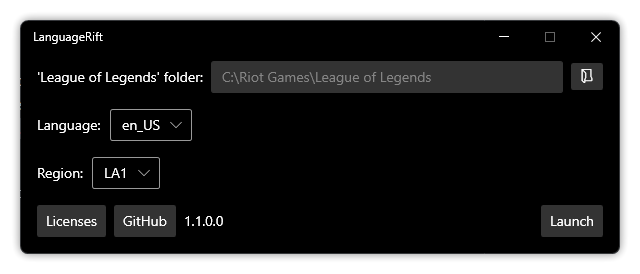 LanguageRift
'League of Legends' folder: C:\Riot Games\League of Legends
Language: en_US
Region: LA1
Licenses GitHub 1.1.0.0 Launch